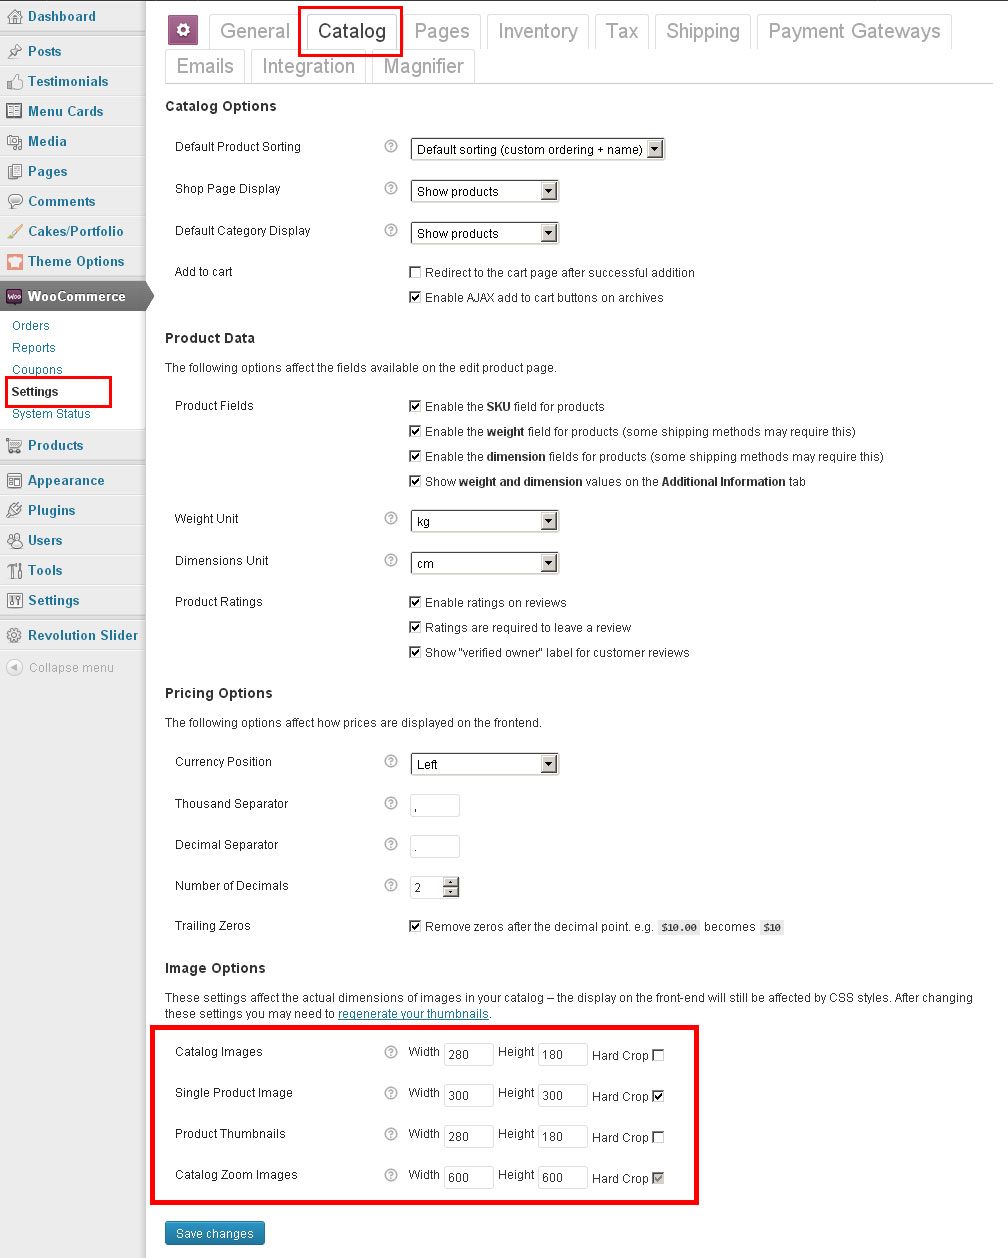 Dashboard
Posts
Testimonials
Menu Cards
Media
Pages
Comments
Cakes/Portfolio
Theme Options
WooCommerce
Orders
Reports
Coupons
Settings
System Status
Products
Appearance
Plugins
Users
Tools
Settings
Revolution Slider
Collapse menu
General Catalog Pages Inventory Tax Shipping Payment Gateways
Emails Integration Magnifier
Catalog Options
Default Product Sorting ? Default sorting (custom ordering + name)
Shop Page Display ? Show products
Default Category Display ? Show products
Add to cart Redirect to the cart page after successful addition
Enable AJAX add to cart buttons on archives
Product Data
The following options affect the fields available on the edit product page.
Product Fields Enable the SKU field for products
Enable the weight field for products (some shipping methods may require this)
Enable the dimension fields for products (some shipping methods may require this)
Show weight and dimension values on the Additional Information tab
Weight Unit ? kg
Dimensions Unit ? cm
Product Ratings Enable ratings on reviews
Ratings are required to leave a review
Show "verified owner" label for customer reviews
Pricing Options
The following options affect how prices are displayed on the frontend.
Currency Position ? Left
Thousand Separator ? ,
Decimal Separator ? .
Number of Decimals ? 2
Trailing Zeros Remove zeros after the decimal point. e.g. $10.00 becomes $10
Image Options
These settings affect the actual dimensions of images in your catalog – the display on the front-end will still be affected by CSS styles. After changing
these settings you may need to regenerate your thumbnails.
Catalog Images ? Width 280 Height 180 Hard Crop
Single Product Image ? Width 300 Height 300 Hard Crop
Product Thumbnails ? Width 280 Height 180 Hard Crop
Catalog Zoom Images ? Width 600 Height 600 Hard Crop
Save changes